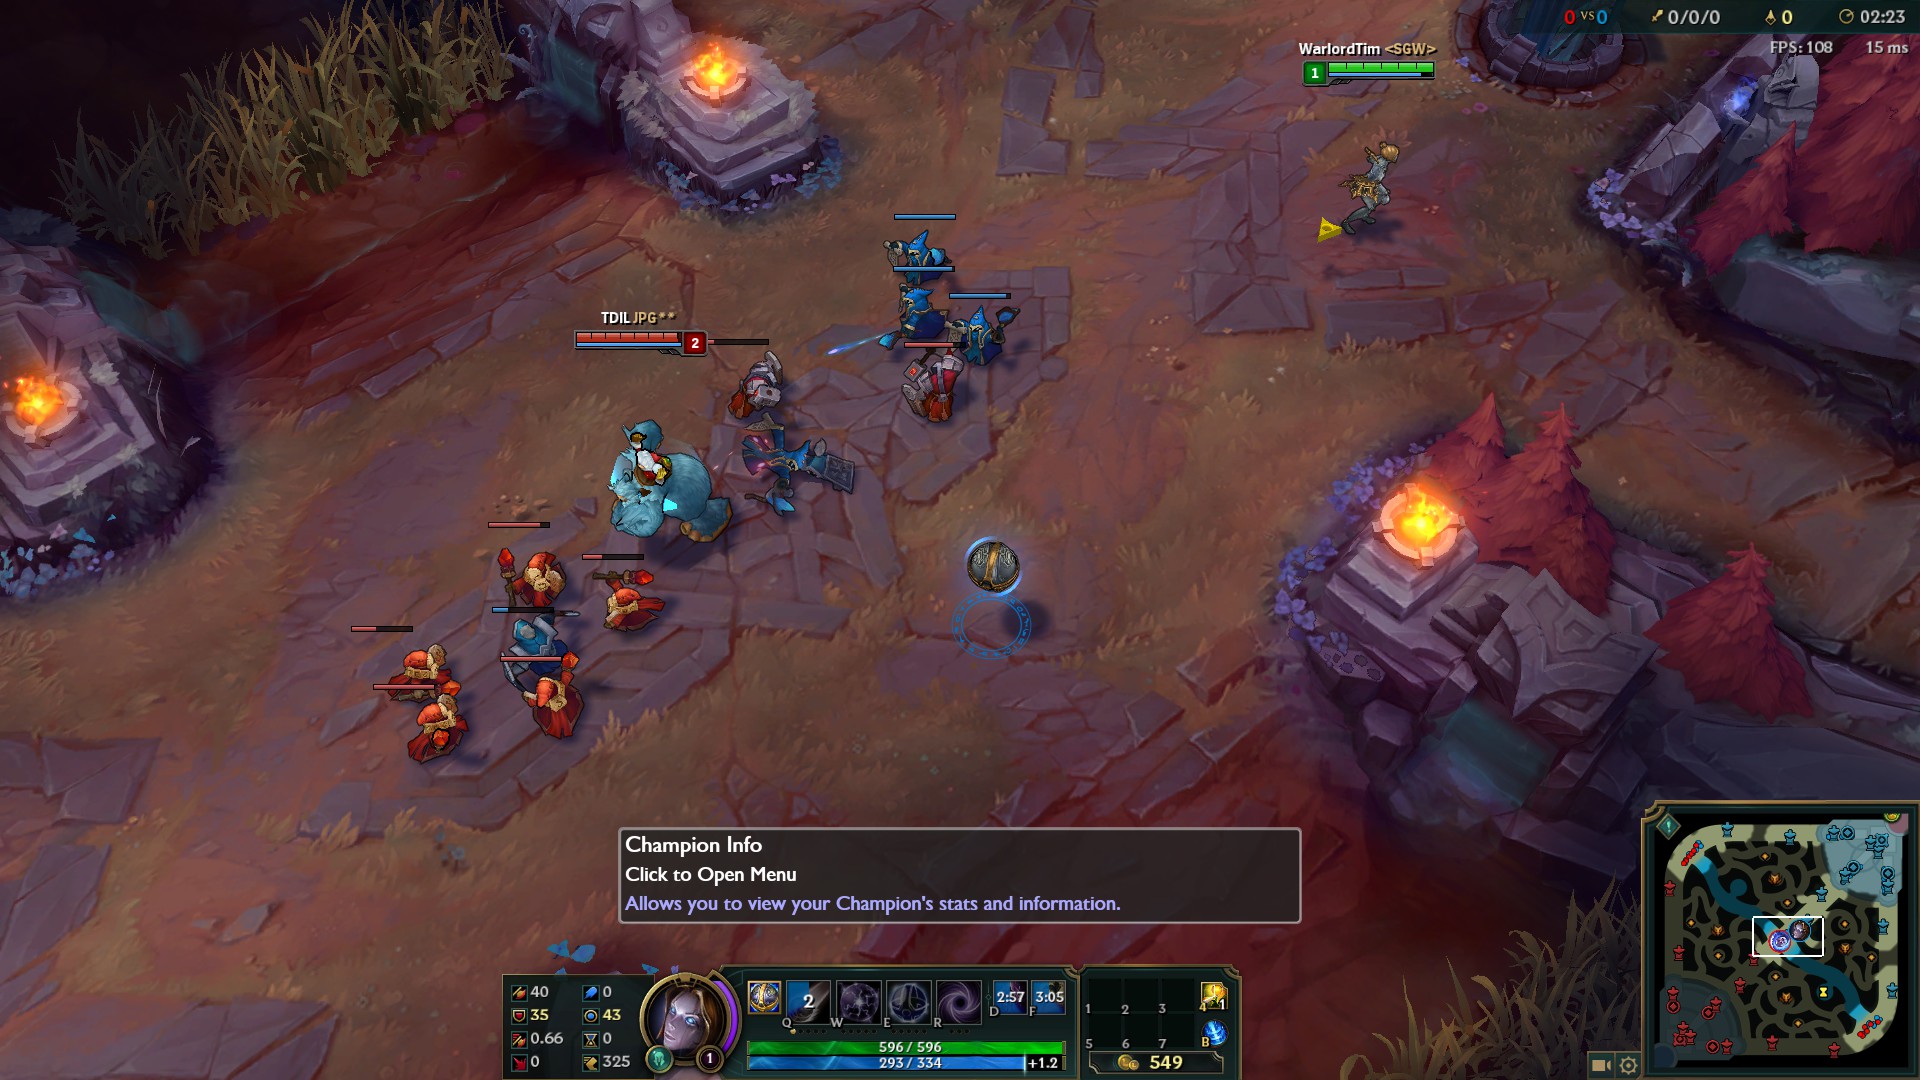 0 VS 0 0/0/0 0 02:23
FPS: 108 15 ms
WarlordTim <SGW>
1
TDIL JPG**
2
Champion Info
Click to Open Menu
Allows you to view your Champion's stats and information.
40 0
35 43
0.66 0
0 325
1
2
Q W E R
2:57 3:05
D F
596 / 596
293 / 334 +1.2
1 2 3 4 1
5 6 7 B
549